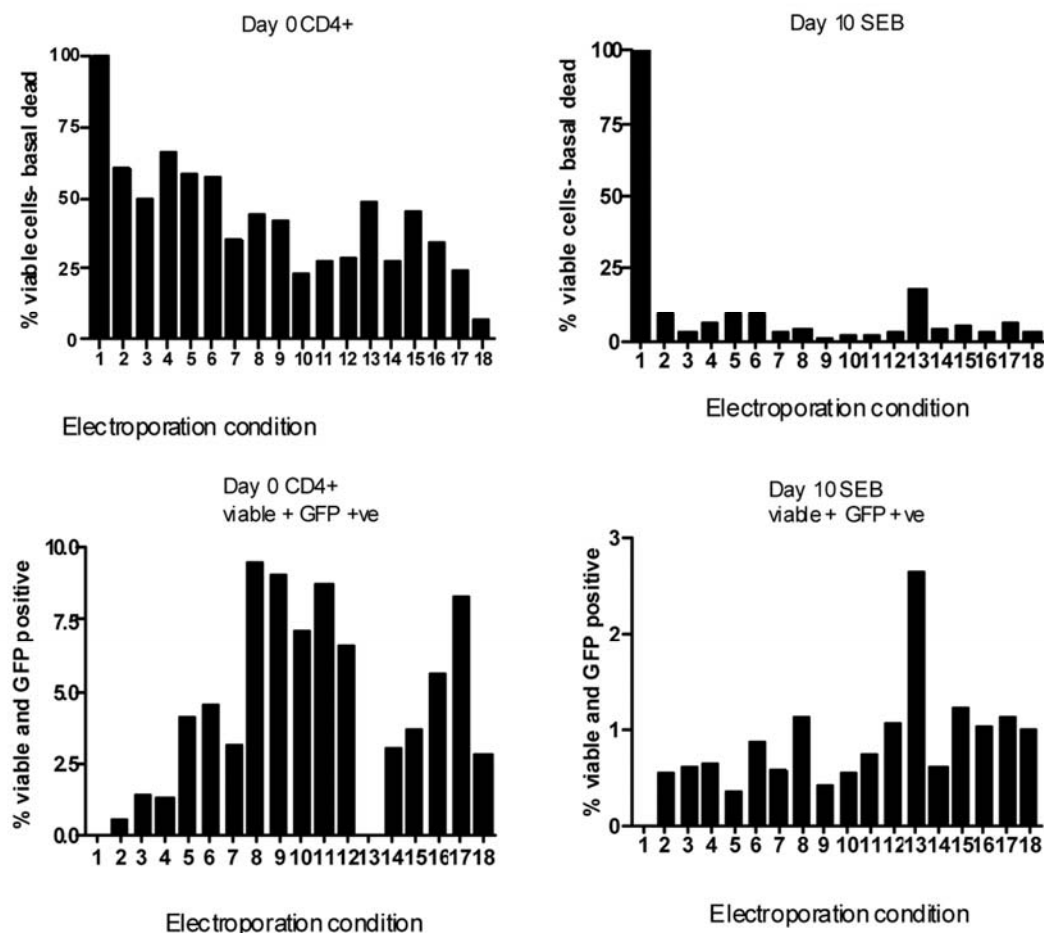 Day 0 CD4+
% viable cells- basal dead
100
75
50
25
0
1 2 3 4 5 6 7 8 9 10 11 12 13 14 15 16 17 18
Electroporation condition
Day 10 SEB
% viable cells- basal dead
100
75
50
25
0
1 2 3 4 5 6 7 8 9 10 11 12 13 14 15 16 17 18
Electroporation condition
Day 0 CD4+
viable + GFP +ve
% viable and GFP positive
10.0
7.5
5.0
2.5
0.0
1 2 3 4 5 6 7 8 9 10 11 12 13 14 15 16 17 18
Electroporation condition
Day 10 SEB
viable + GFP +ve
% viable and GFP positive
3
2
1
0
1 2 3 4 5 6 7 8 9 10 11 12 13 14 15 16 17 18
Electroporation condition